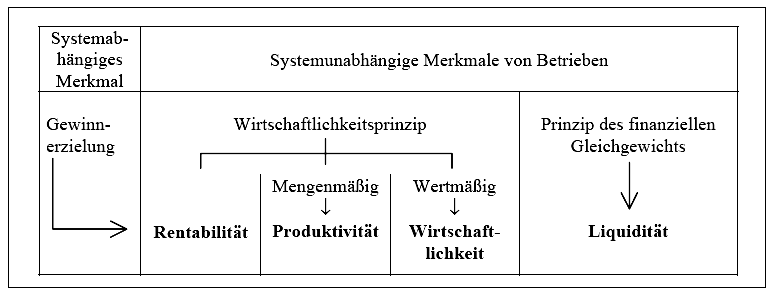 Systemab-
hängiges
Merkmal
Systemunabhängige Merkmale von Betrieben
Gewinn-
erzielung
Wirtschaftlichkeitsprinzip
Prinzip des finanziellen
Gleichgewichts
Mengenmäßig
Wertmäßig
Rentabilität
Produktivität
Wirtschaft-
lichkeit
Liquidität